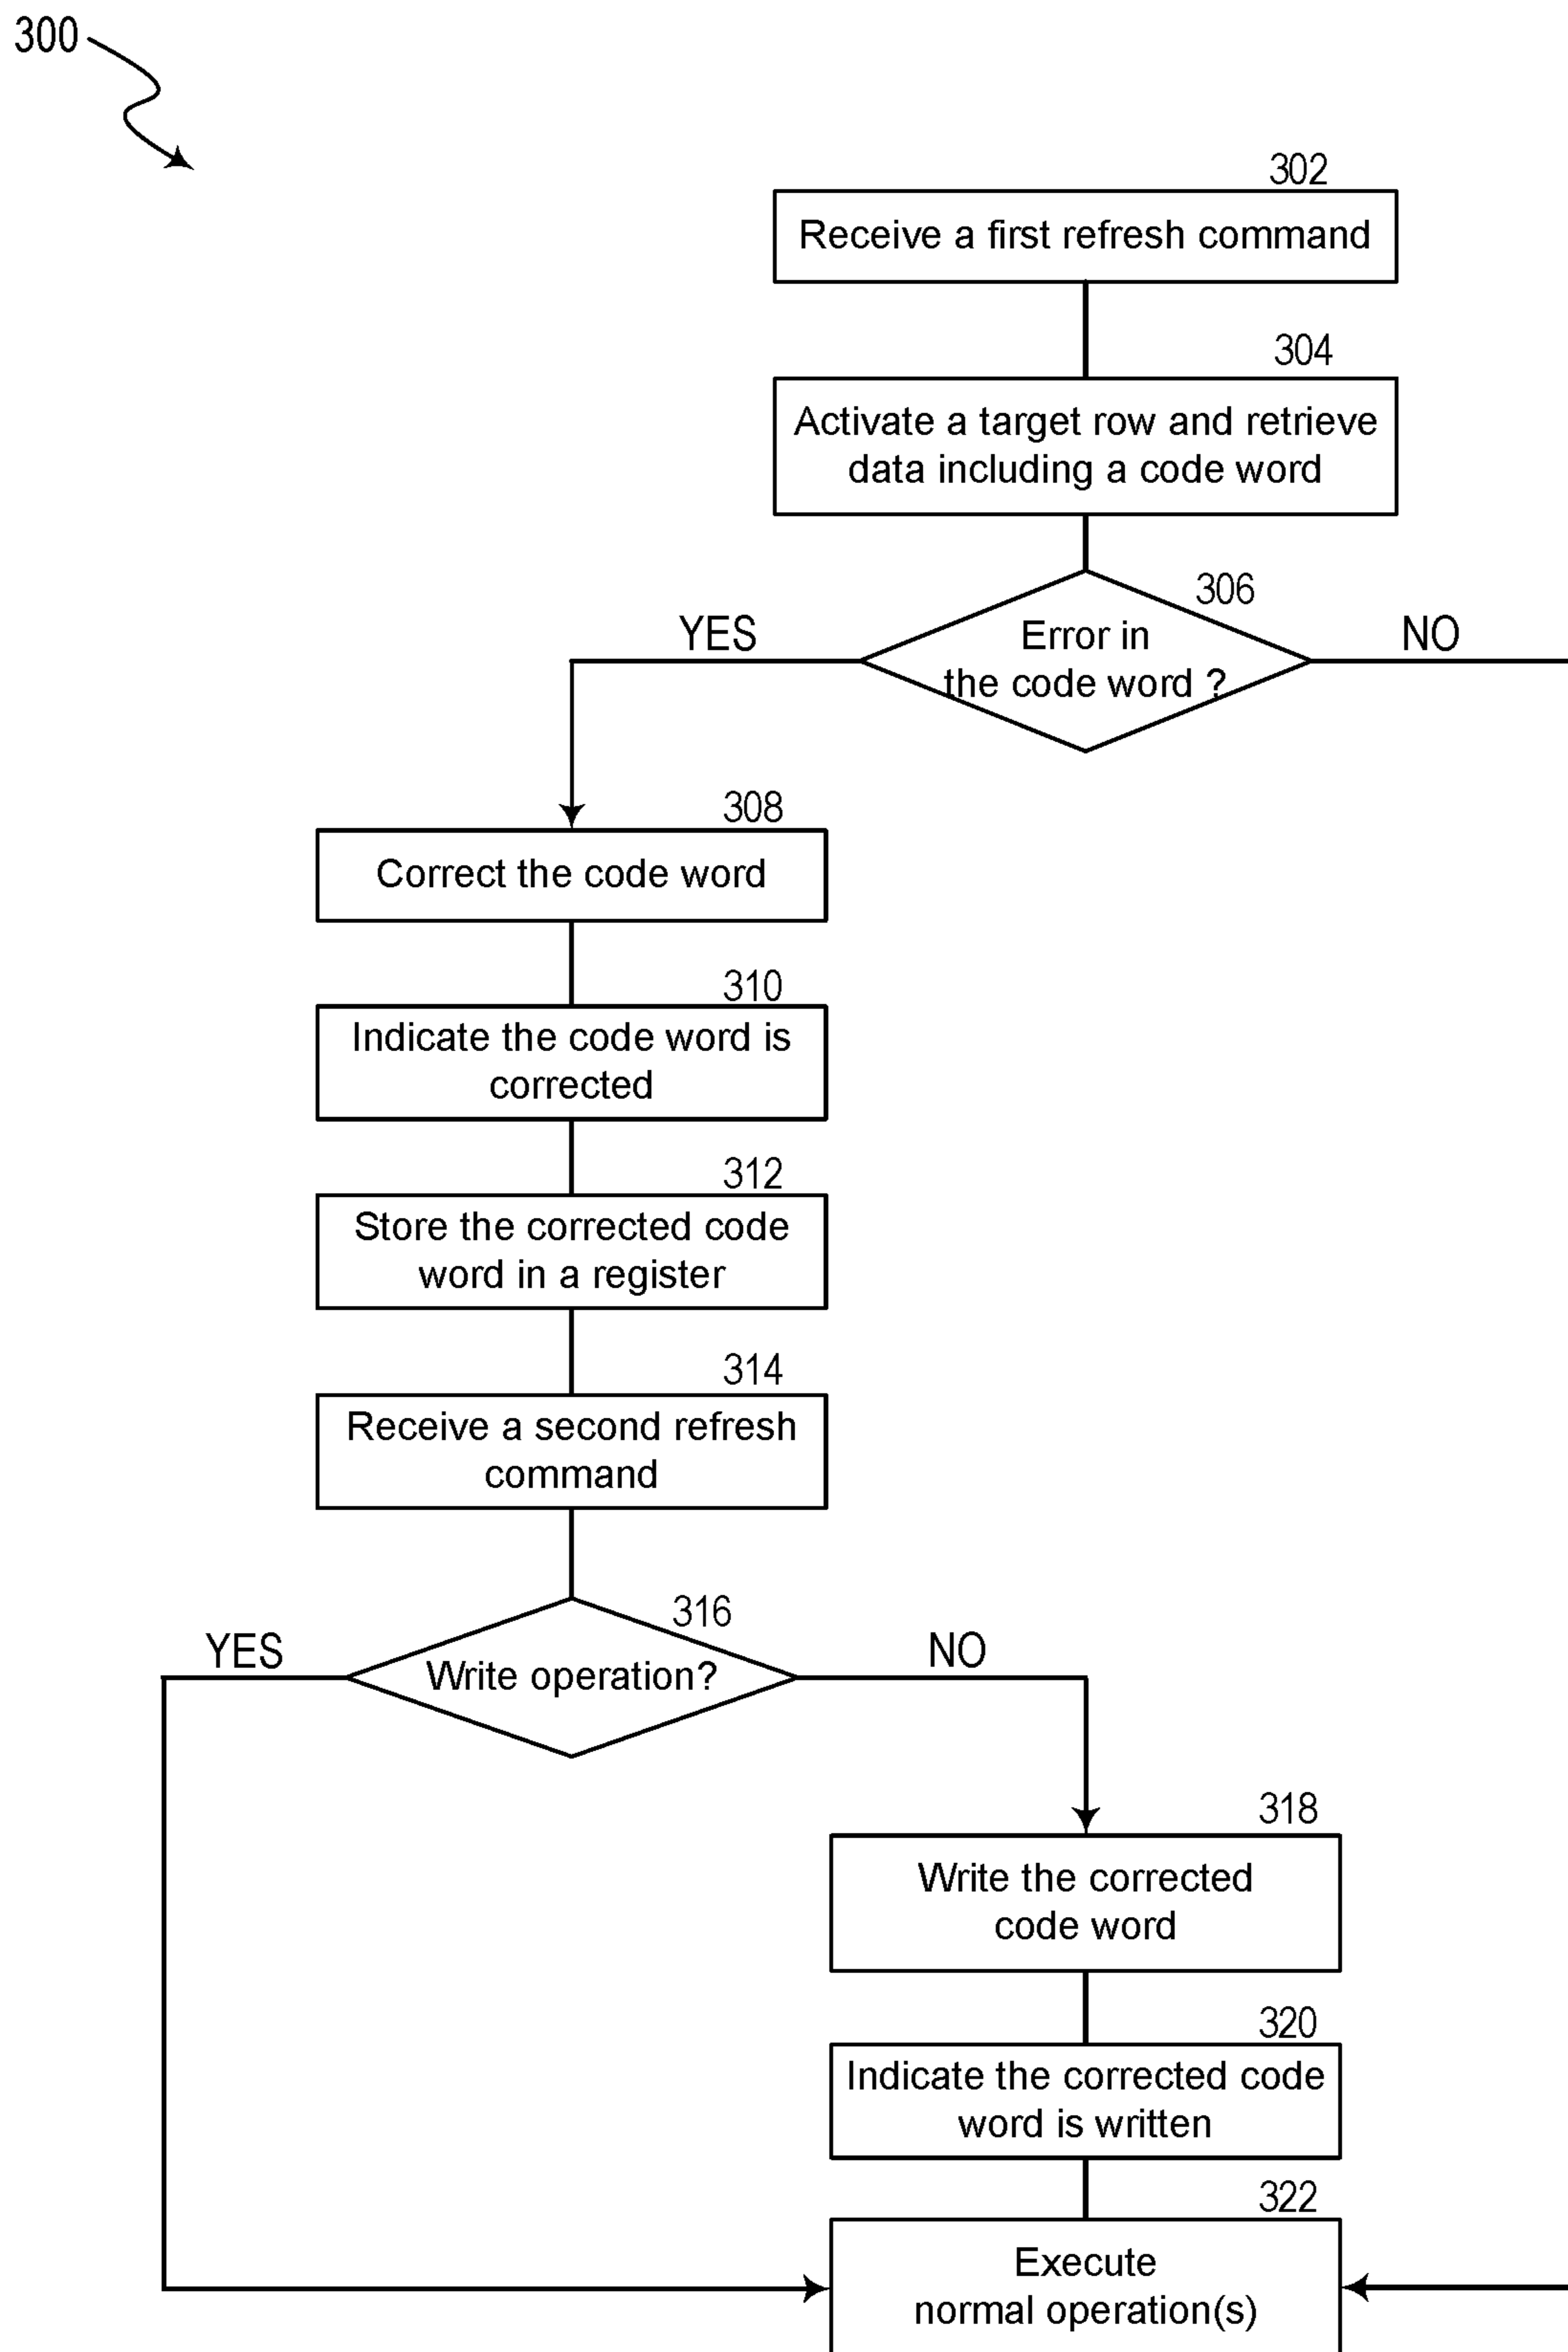 300
302
Receive a first refresh command
304
Activate a target row and retrieve
data including a code word
306
Error in
the code word ?
YES
NO
308
Correct the code word
310
Indicate the code word is
corrected
312
Store the corrected code
word in a register
314
Receive a second refresh
command
316
Write operation?
YES
NO
318
Write the corrected
code word
320
Indicate the corrected code
word is written
322
Execute
normal operation(s)